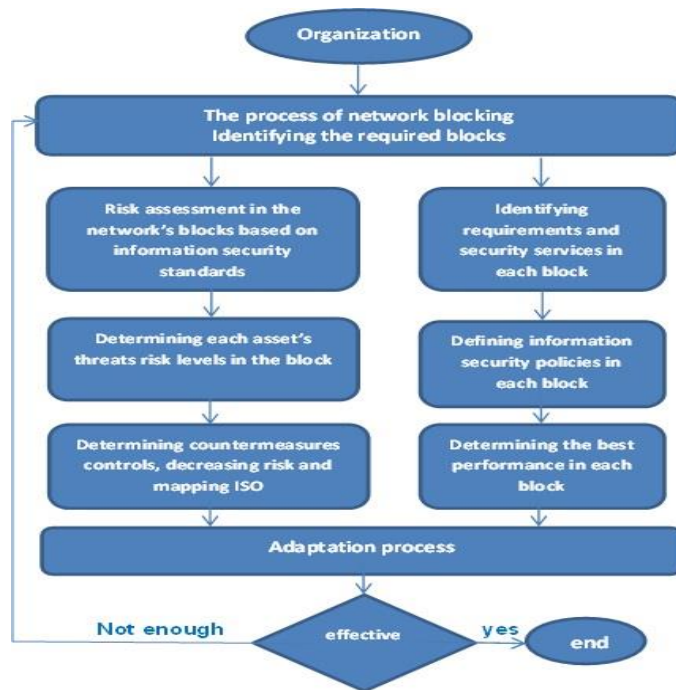 Organization
The process of network blocking
Identifying the required blocks
Risk assessment in the
network's blocks based on
information security
standards
Identifying
requirements and
security services in
each block
Determining each asset's
threats risk levels in the block
Defining information
security policies in
each block
Determining countermeasures
controls, decreasing risk and
mapping ISO
Determining the best
performance in each
block
Adaptation process
effective
Not enough
yes
end